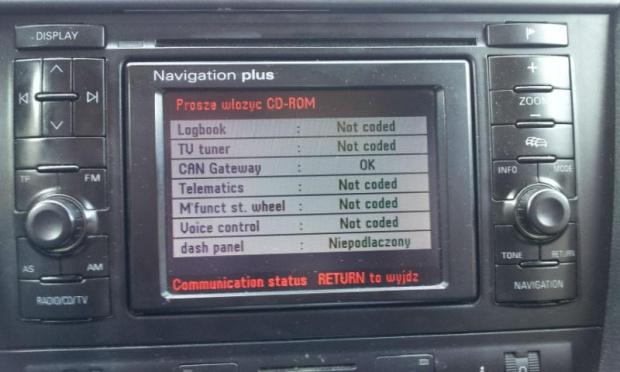 DISPLAY
Navigation plus
Prosze wlozyc CD-ROM
Logbook : Not coded
TV tuner : Not coded
CAN Gateway : OK
Telematics : Not coded
M'funct st. wheel : Not coded
Voice control : Not coded
dash panel : Niepodlaczony
Communication status RETURN to wyjdz
TP FM
AS AM
RADIO/CD/TV
ZOOM
INFO MODE
TONE RETURN
NAVIGATION